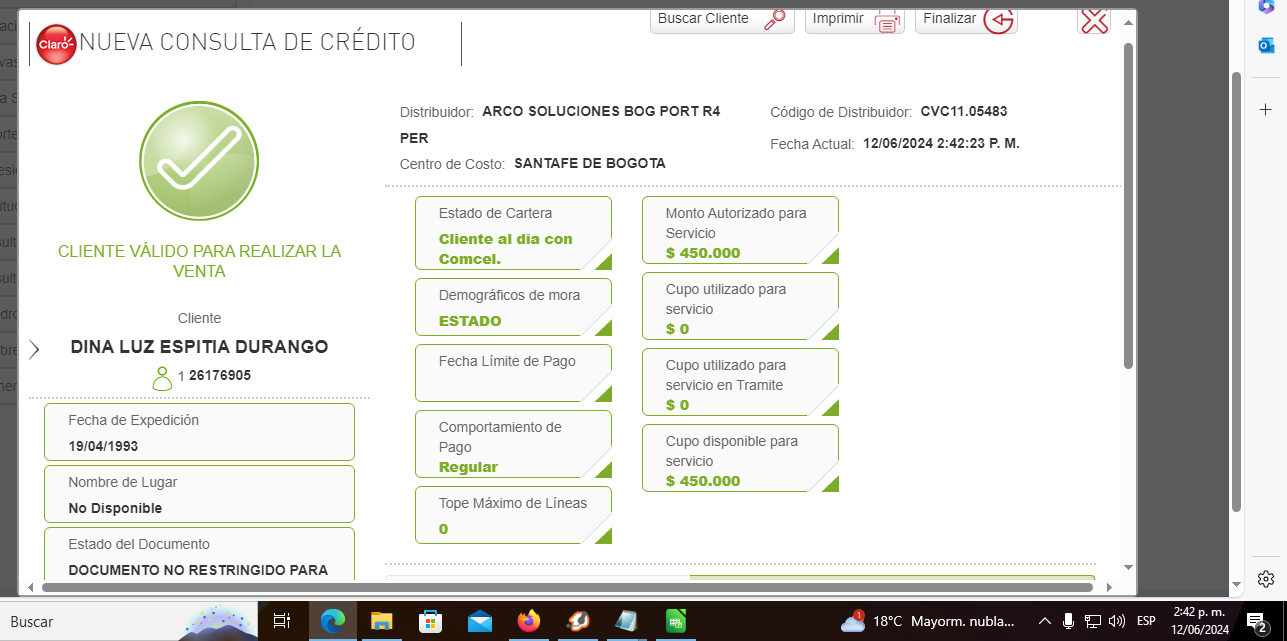 Buscar Cliente
Imprimir
Finalizar
Claro
NUEVA CONSULTA DE CRÉDITO
Distribuidor: ARCO SOLUCIONES BOG PORT R4
PER
Código de Distribuidor: CVC11.05483
Fecha Actual: 12/06/2024 2:42:23 P. M.
Centro de Costo: SANTAFE DE BOGOTA
CLIENTE VÁLIDO PARA REALIZAR LA
VENTA
Cliente
DINA LUZ ESPITIA DURANGO
1 26176905
Fecha de Expedición
19/04/1993
Nombre de Lugar
No Disponible
Estado del Documento
DOCUMENTO NO RESTRINGIDO PARA
Estado de Cartera
Cliente al dia con
Comcel.
Demográficos de mora
ESTADO
Fecha Límite de Pago
Comportamiento de
Pago
Regular
Tope Máximo de Líneas
0
Monto Autorizado para
Servicio
$ 450.000
Cupo utilizado para
servicio
$ 0
Cupo utilizado para
servicio en Tramite
$ 0
Cupo disponible para
servicio
$ 450.000
Buscar
1
18°C Mayorm. nubla...
ESP
2:42 p. m.
12/06/2024
2